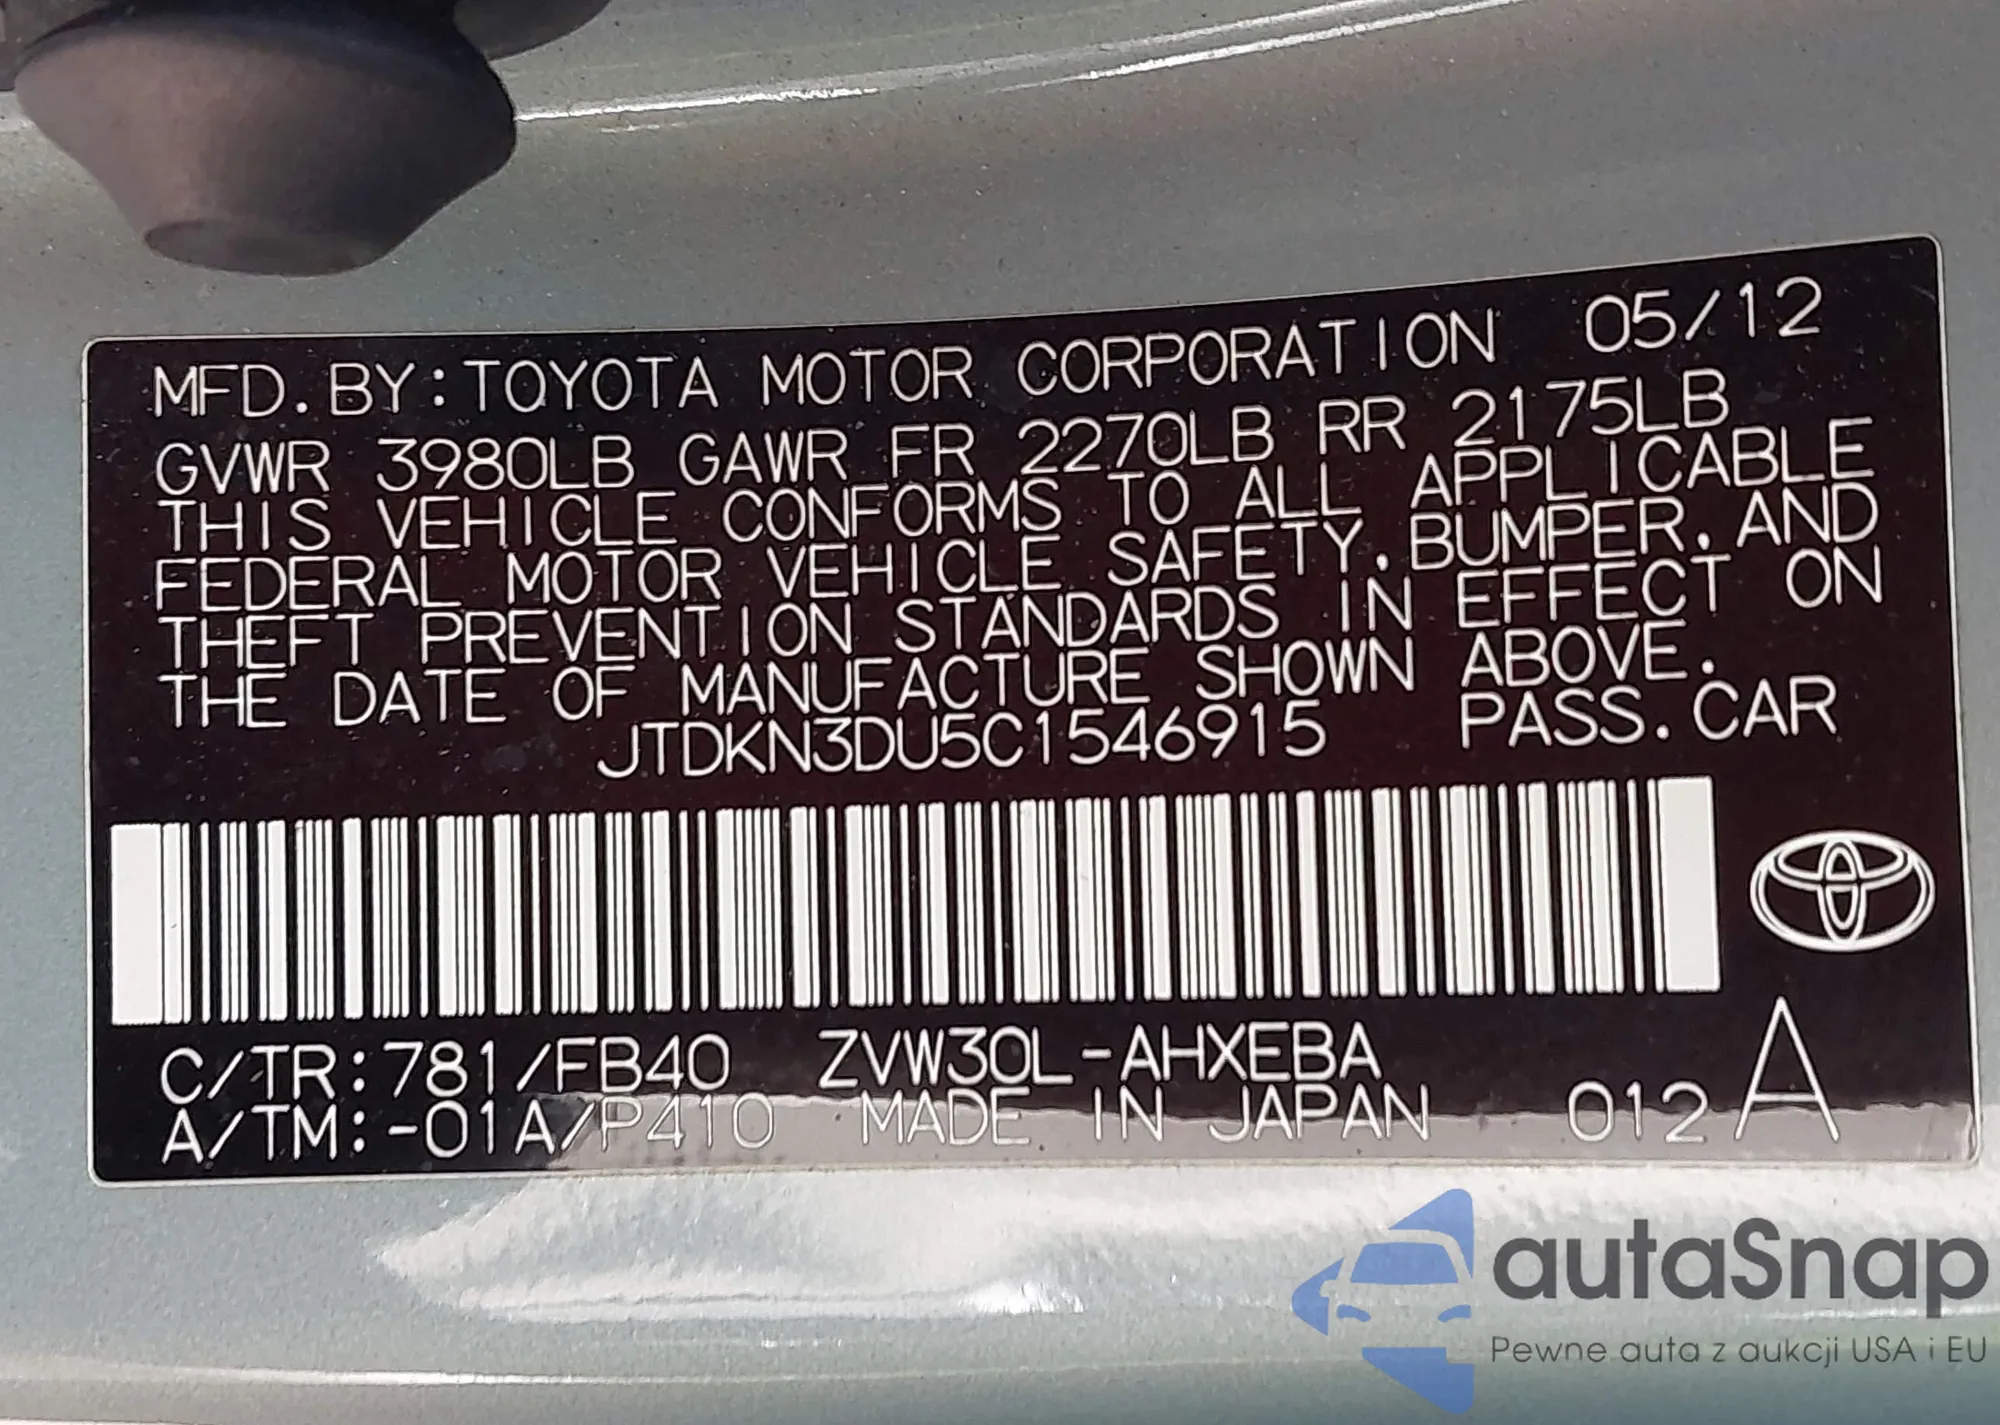 MFD. BY: TOYOTA MOTOR CORPORATION 05/12
GVWR 3980LB GAWR FR 2270LB RR 2175LB
THIS VEHICLE CONFORMS TO ALL APPLICABLE
FEDERAL MOTOR VEHICLE SAFETY, BUMPER, AND
THEFT PREVENTION STANDARDS IN EFFECT ON
THE DATE OF MANUFACTURE SHOWN ABOVE.
JTDKN3DU5C1546915 PASS. CAR
C/TR: 781/FB40 ZVW30L-AHXEBA
A/TM: -01A/P410 MADE IN JAPAN 012 A
autaSnap
Pewne auta z aukcji USA i EU